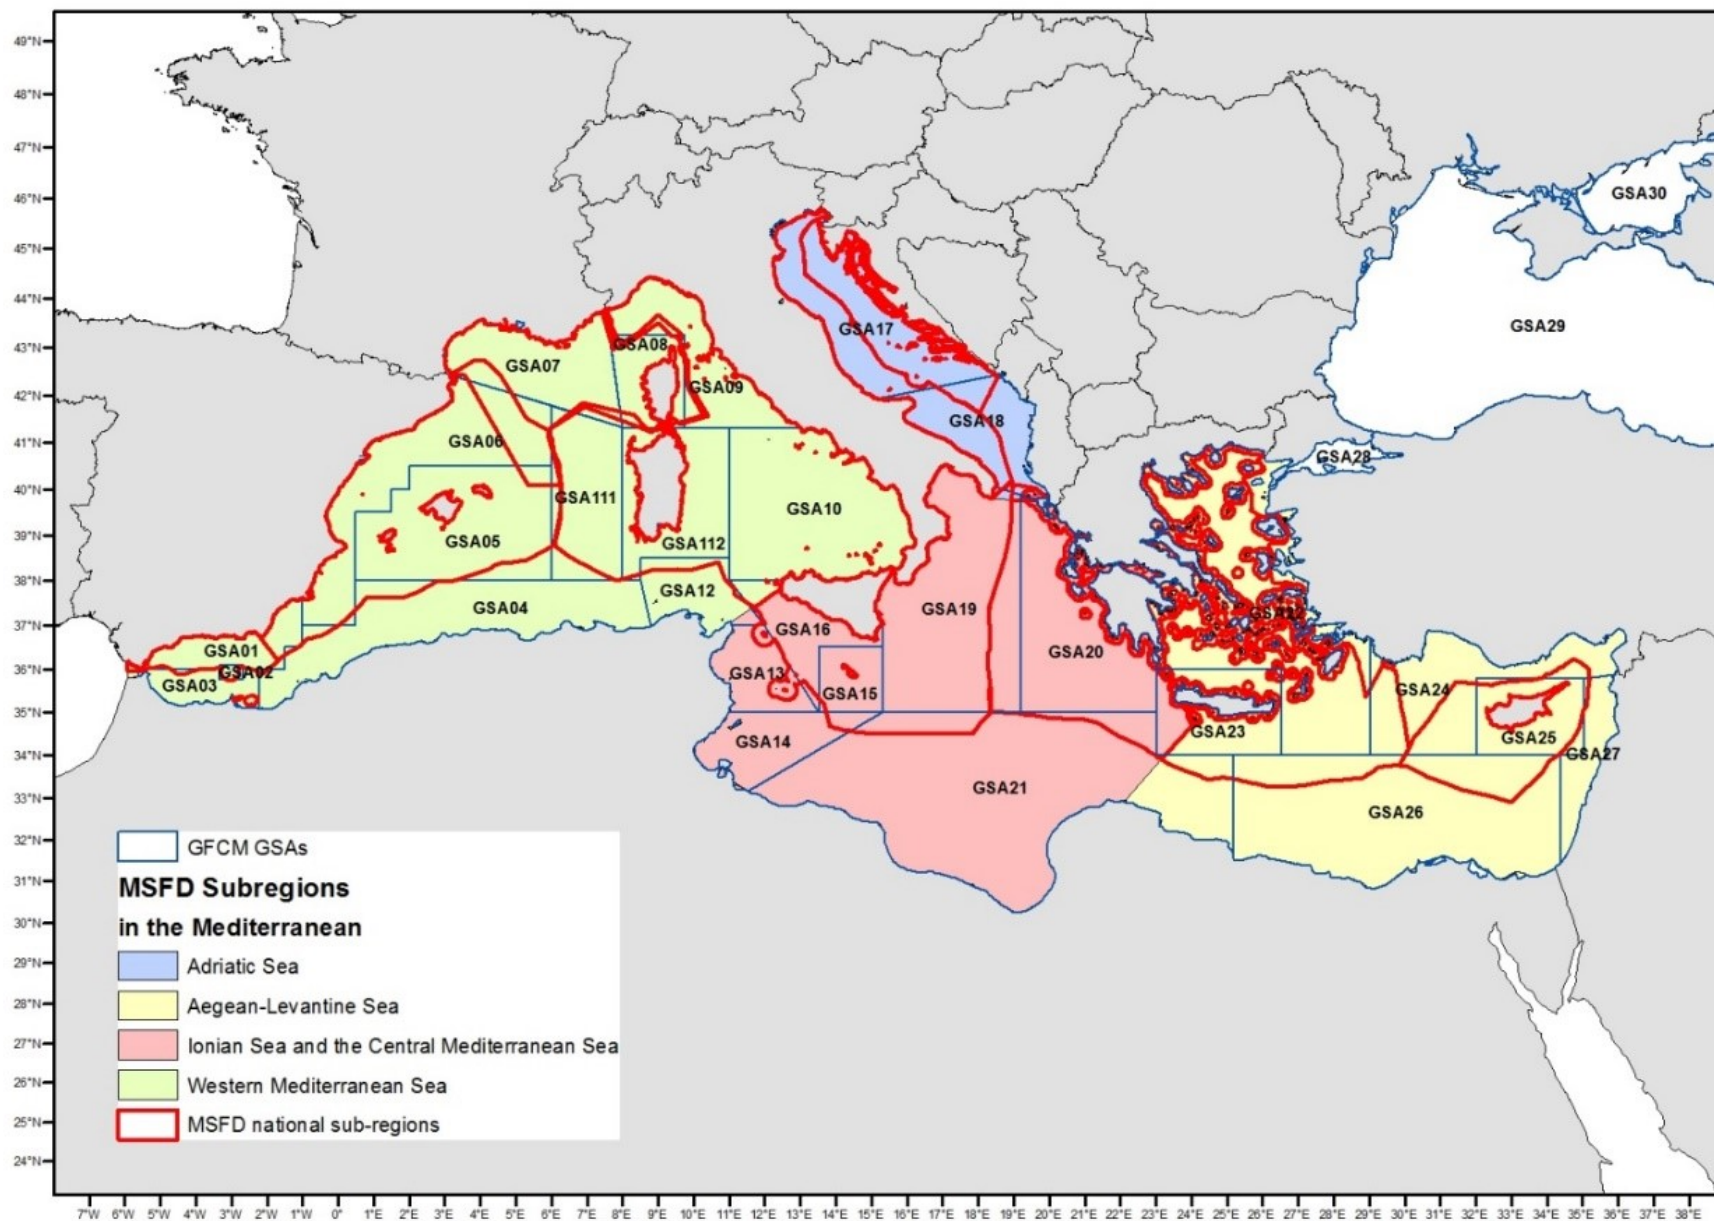 49°N
48°N
47°N
46°N
45°N
44°N
43°N
42°N
41°N
40°N
39°N
38°N
37°N
36°N
35°N
34°N
33°N
32°N
31°N
30°N
29°N
28°N
27°N
26°N
25°N
24°N
GSA30
GSA29
GSA17
GSA08
GSA07
GSA09
GSA18
GSA06
GSA28
GSA111
GSA10
GSA05
GSA112
GSA12
GSA04
GSA19
GSA22
GSA16
GSA01
GSA20
GSA02
GSA13
GSA03
GSA15
GSA24
GSA23
GSA14
GSA25
GSA27
GSA21
GSA26
GFCM GSAs
MSFD Subregions
in the Mediterranean
Adriatic Sea
Aegean-Levantine Sea
Ionian Sea and the Central Mediterranean Sea
Western Mediterranean Sea
MSFD national sub-regions
7°W 6°W 5°W 4°W 3°W 2°W 1°W 0° 1°E 2°E 3°E 4°E 5°E 6°E 7°E 8°E 9°E 10°E 11°E 12°E 13°E 14°E 15°E 16°E 17°E 18°E 19°E 20°E 21°E 22°E 23°E 24°E 25°E 26°E 27°E 28°E 29°E 30°E 31°E 32°E 33°E 34°E 35°E 36°E 37°E 38°E